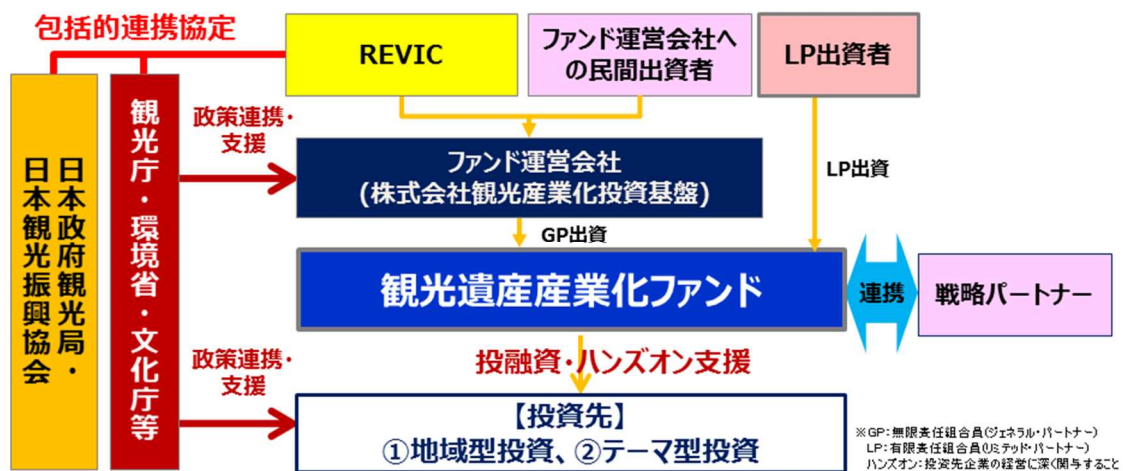 包括的連携協定
REVIC
ファンド運営会社へ
の民間出資者
LP出資者
日本政府観光局・
日本観光振興協会
観光庁・環境省・文化庁等
政策連携・
支援
ファンド運営会社
(株式会社観光産業化投資基盤)
LP出資
GP出資
観光遺産産業化ファンド
連携
戦略パートナー
政策連携・
支援
投融資・ハンズオン支援
【投資先】
①地域型投資、②テーマ型投資
※GP:無限責任組合員(ジェネラル・パートナー)
LP:有限責任組合員(リミテッド・パートナー)
ハンズオン:投資先企業の経営に深く関与すること